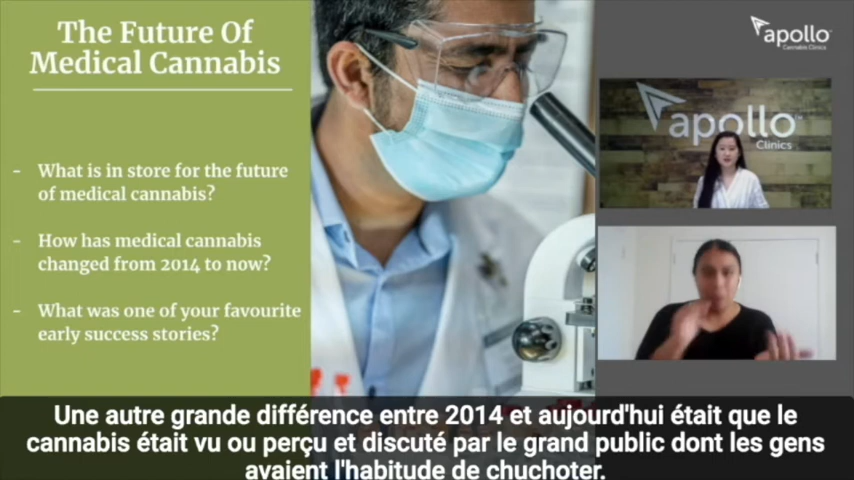 The Future Of
Medical Cannabis
- What is in store for the future
of medical cannabis?
- How has medical cannabis
changed from 2014 to now?
- What was one of your favourite
early success stories?
apollo
Cannabis Clinics
apollo
Clinics
Une autre grande différence entre 2014 et aujourd'hui était que le
cannabis était vu ou perçu et discuté par le grand public dont les gens
avaient l'habitude de chuchoter.